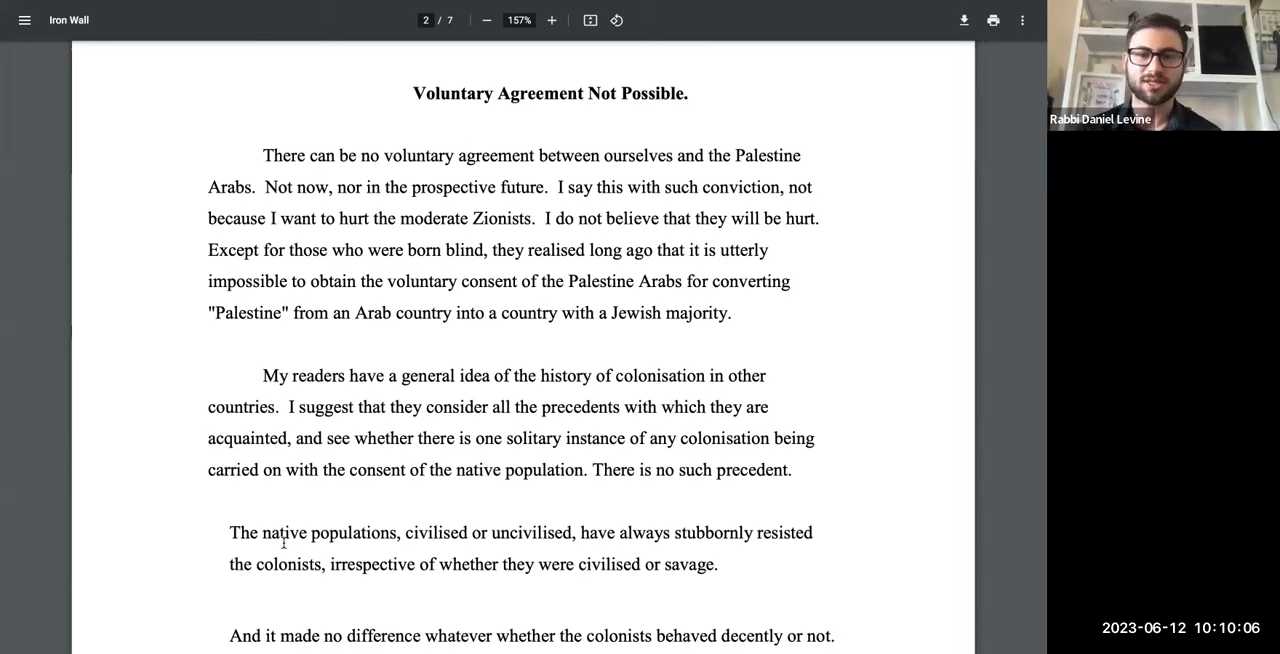 Iron Wall
2 / 7
157%
Rabbi Daniel Levine
Voluntary Agreement Not Possible.
There can be no voluntary agreement between ourselves and the Palestine
Arabs. Not now, nor in the prospective future. I say this with such conviction, not
because I want to hurt the moderate Zionists. I do not believe that they will be hurt.
Except for those who were born blind, they realised long ago that it is utterly
impossible to obtain the voluntary consent of the Palestine Arabs for converting
"Palestine" from an Arab country into a country with a Jewish majority.
My readers have a general idea of the history of colonisation in other
countries. I suggest that they consider all the precedents with which they are
acquainted, and see whether there is one solitary instance of any colonisation being
carried on with the consent of the native population. There is no such precedent.
The native populations, civilised or uncivilised, have always stubbornly resisted
the colonists, irrespective of whether they were civilised or savage.
And it made no difference whatever whether the colonists behaved decently or not.
2023-06-12 10:10:06